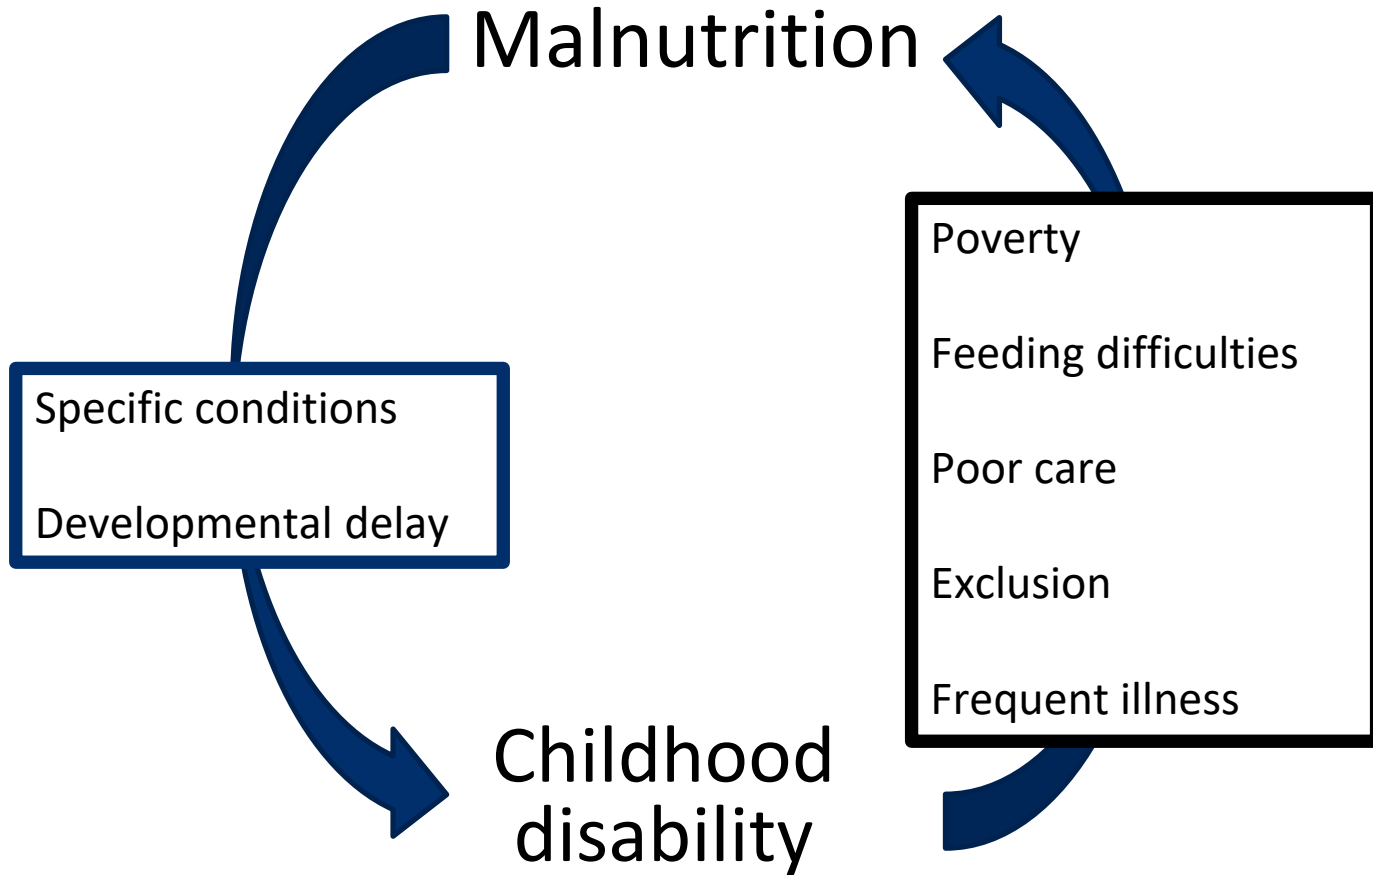 Malnutrition
Poverty
Feeding difficulties
Poor care
Exclusion
Frequent illness
Specific conditions
Developmental delay
Childhood
disability